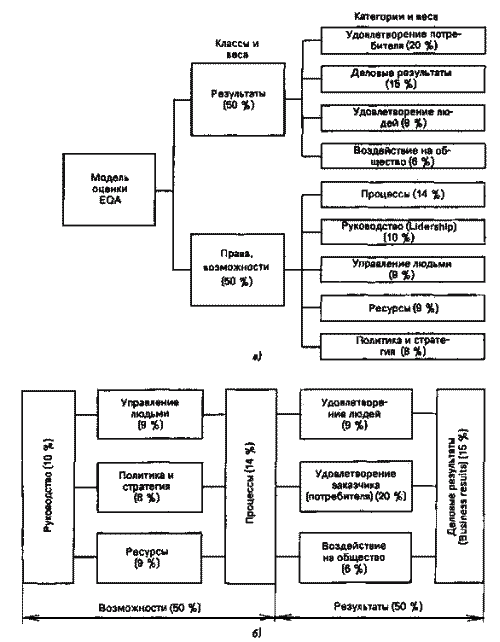 Классы и
веса
Категории и веса
Модель
оценки
EQA
Результаты
(50 %)
Права,
возможности
(50 %)
Удовлетворение потре-
бителя (20 %)
Деловые результаты
(15 %)
Удовлетворение лю-
дей (9 %)
Воздействие на об-
щество (6 %)
Процессы (14 %)
Руководство (Lidership)
(10 %)
Управление людьми
(9 %)
Ресурсы (9 %)
Политика и страте-
гия (8 %)
а)
Руководство (10 %)
Управление
людьми
(9 %)
Политика и
стратегия
(8 %)
Ресурсы
(9 %)
Процессы (14 %)
Удовлетворе-
ние людей
(9 %)
Удовлетворение
заказчика
(потребителя) (20 %)
Воздействие
на общество
(6 %)
Деловые результаты
(Business results) (15 %)
Возможности (50 %)
Результаты (50 %)
б)